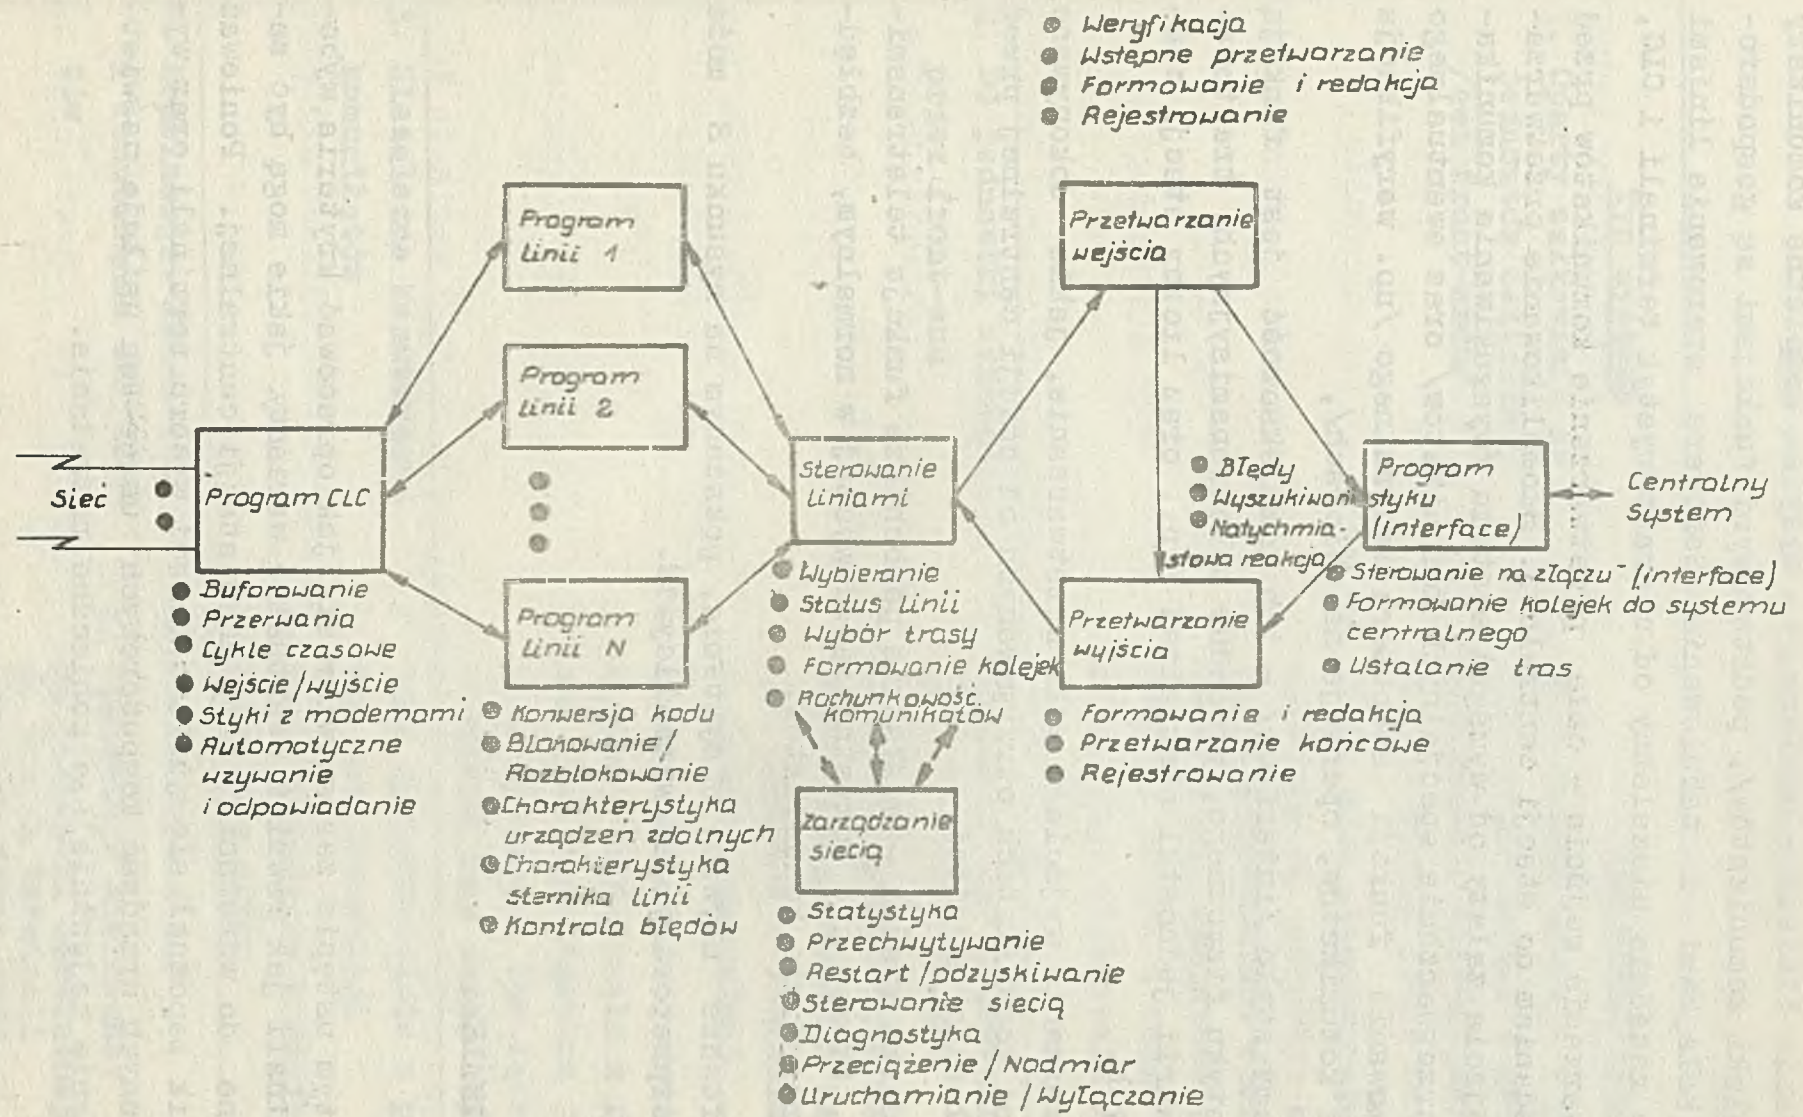 Weryfikacja
Wstępne przetwarzanie
Formowanie i redakcja
Rejestrowanie
Program
Linii 1
Przetwarzanie
wejścia
Program
Linii 2
Sieć
Program CLC
Sterowanie
Liniami
Błędy
Wyszukiwani
Natychmia-
stowa reakcja
Program
styku
(interface)
Centralny
System
Program
Linii N
Przetwarzanie
wyjścia
Buforowanie
Przerwania
Cykle czasowe
Wejście/wyjście
Styki z modemami
Automatyczne
wzywanie
i odpowiadanie
Konwersja kodu
Blokowanie/
Rozblokowanie
Charakterystyka
urządzeń zdalnych
Charakterystyka
sternika linii
Kontrola błędów
Wybieranie
Status Linii
Wybór trasy
Formowanie kolejek
Rachunkowość
komunikatów
Sterowanie na złączu (interface)
Formowanie kolejek do systemu
centralnego
Ustalanie tras
Formowanie i redakcja
Przetwarzanie końcowe
Rejestrowanie
Zarządzanie
siecią
Statystyka
Przechwytywanie
Restart/odzyskiwanie
Sterowanie siecią
Diagnostyka
Przeciążenie/Nadmiar
Uruchamianie/Wyłączanie